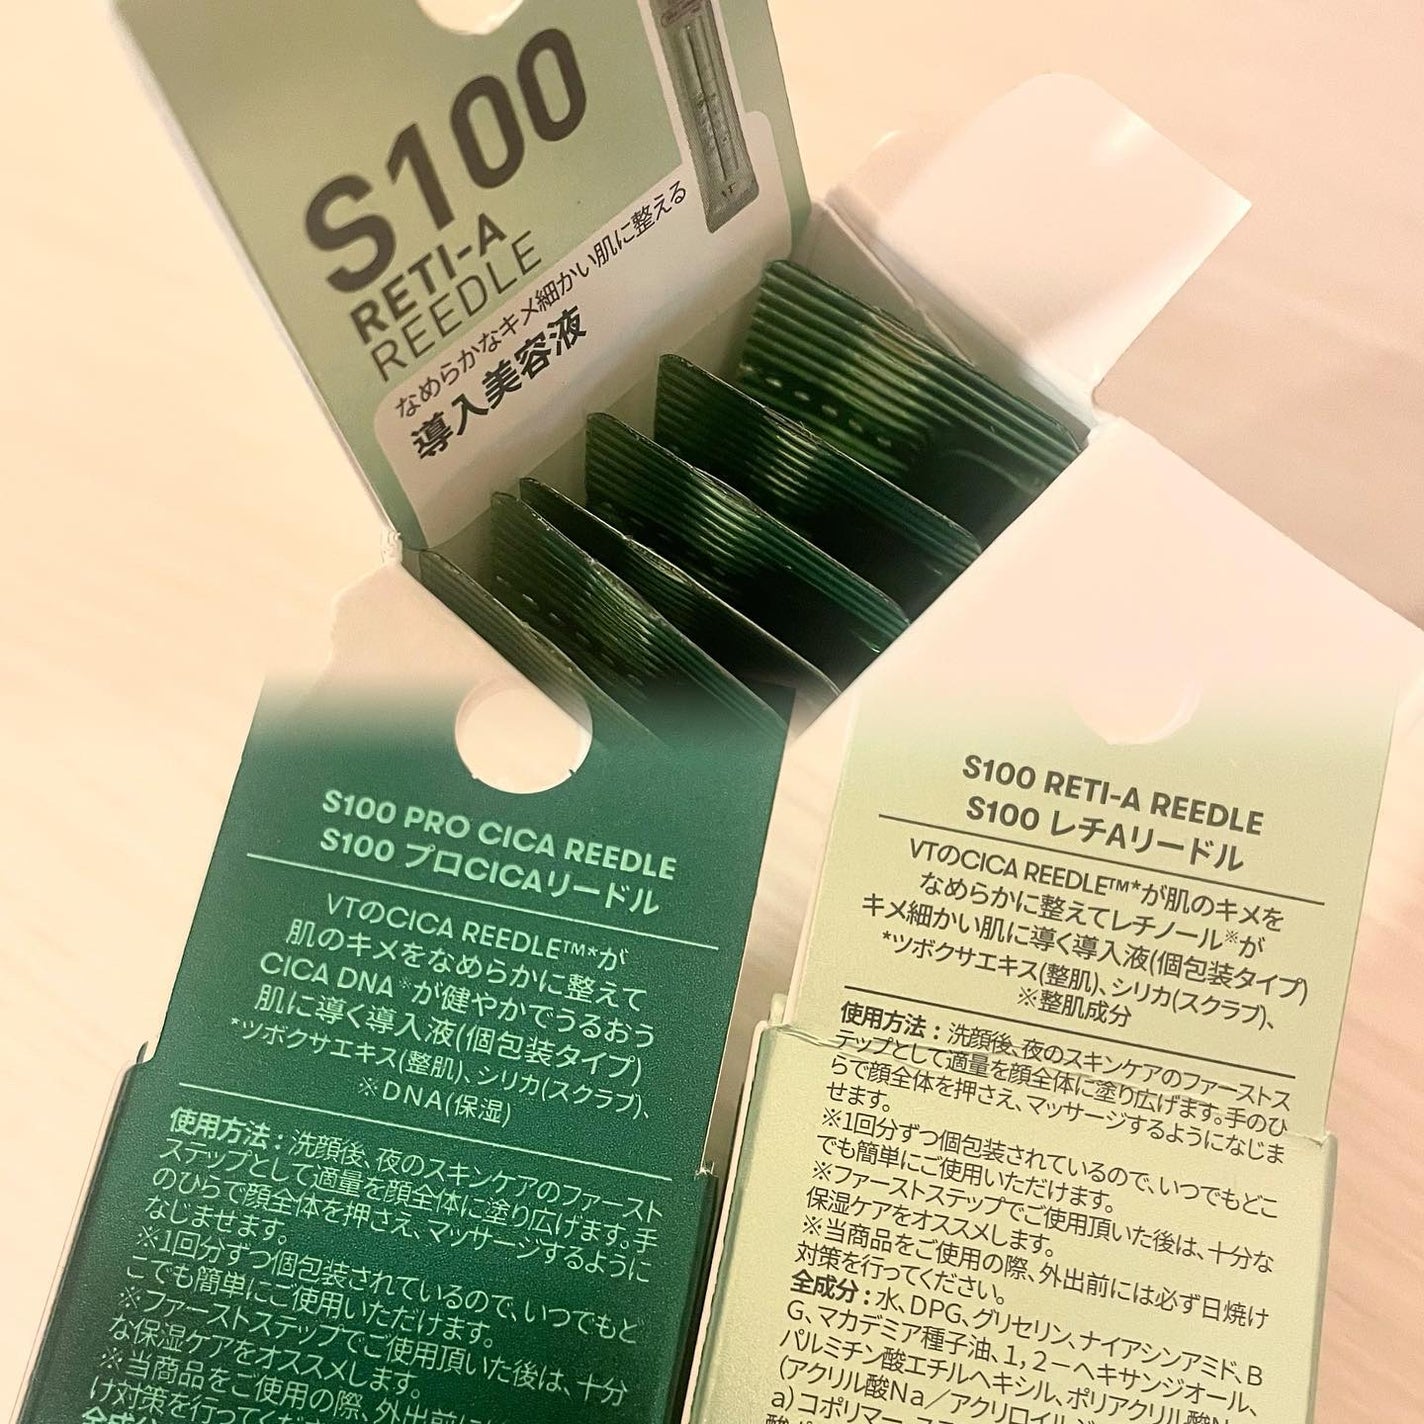 S100
RETI-A
REEDLE
なめらかなキメ細かい肌に整える
導入美容液
S100 PRO CICA REEDLE
S100 プロCICAリードル
VTのCICA REEDLE™*が
肌のキメをなめらかに整えて
CICA DNA※が健やかでうるおう
肌に導く導入液(個包装タイプ)
*ツボクサエキス(整肌)、シリカ(スクラブ)、
※DNA(保湿)
使用方法：洗顔後、夜のスキンケアのファースト
ステップとして適量を顔全体に塗り広げます。手
のひらで顔全体を押さえ、マッサージするように
なじませます。
※1回分ずつ個包装されているので、いつでもど
こでも簡単にご使用いただけます。
※ファーストステップでご使用頂いた後は、十分
な保湿ケアをオススメします。
※当商品をご使用の際、外出前に
け対策を行ってくださ
全成分
S100 RETI-A REEDLE
S100 レチAリードル
VTのCICA REEDLE™*が肌のキメを
なめらかに整えてレチノール※が
キメ細かい肌に導く導入液(個包装タイプ)
*ツボクサエキス(整肌)、シリカ(スクラブ)、
※整肌成分
使用方法：洗顔後、夜のスキンケアのファーストス
テップとして適量を顔全体に塗り広げます。手のひ
らで顔全体を押さえ、マッサージするようになじま
せます。
※1回分ずつ個包装されているので、いつでもどこ
でも簡単にご使用いただけます。
※ファーストステップでご使用頂いた後は、十分な
保湿ケアをオススメします。
※当商品をご使用の際、外出前には必ず日焼け
対策を行ってください。
全成分：水、DPG、グリセリン、ナイアシンアミド、B
G、マカデミア種子油、1,2－ヘキサンジオール、
パルミチン酸エチルヘキシル、ポリアクリル酸N
(アクリル酸Na／アクリロイル
a)コポリマー